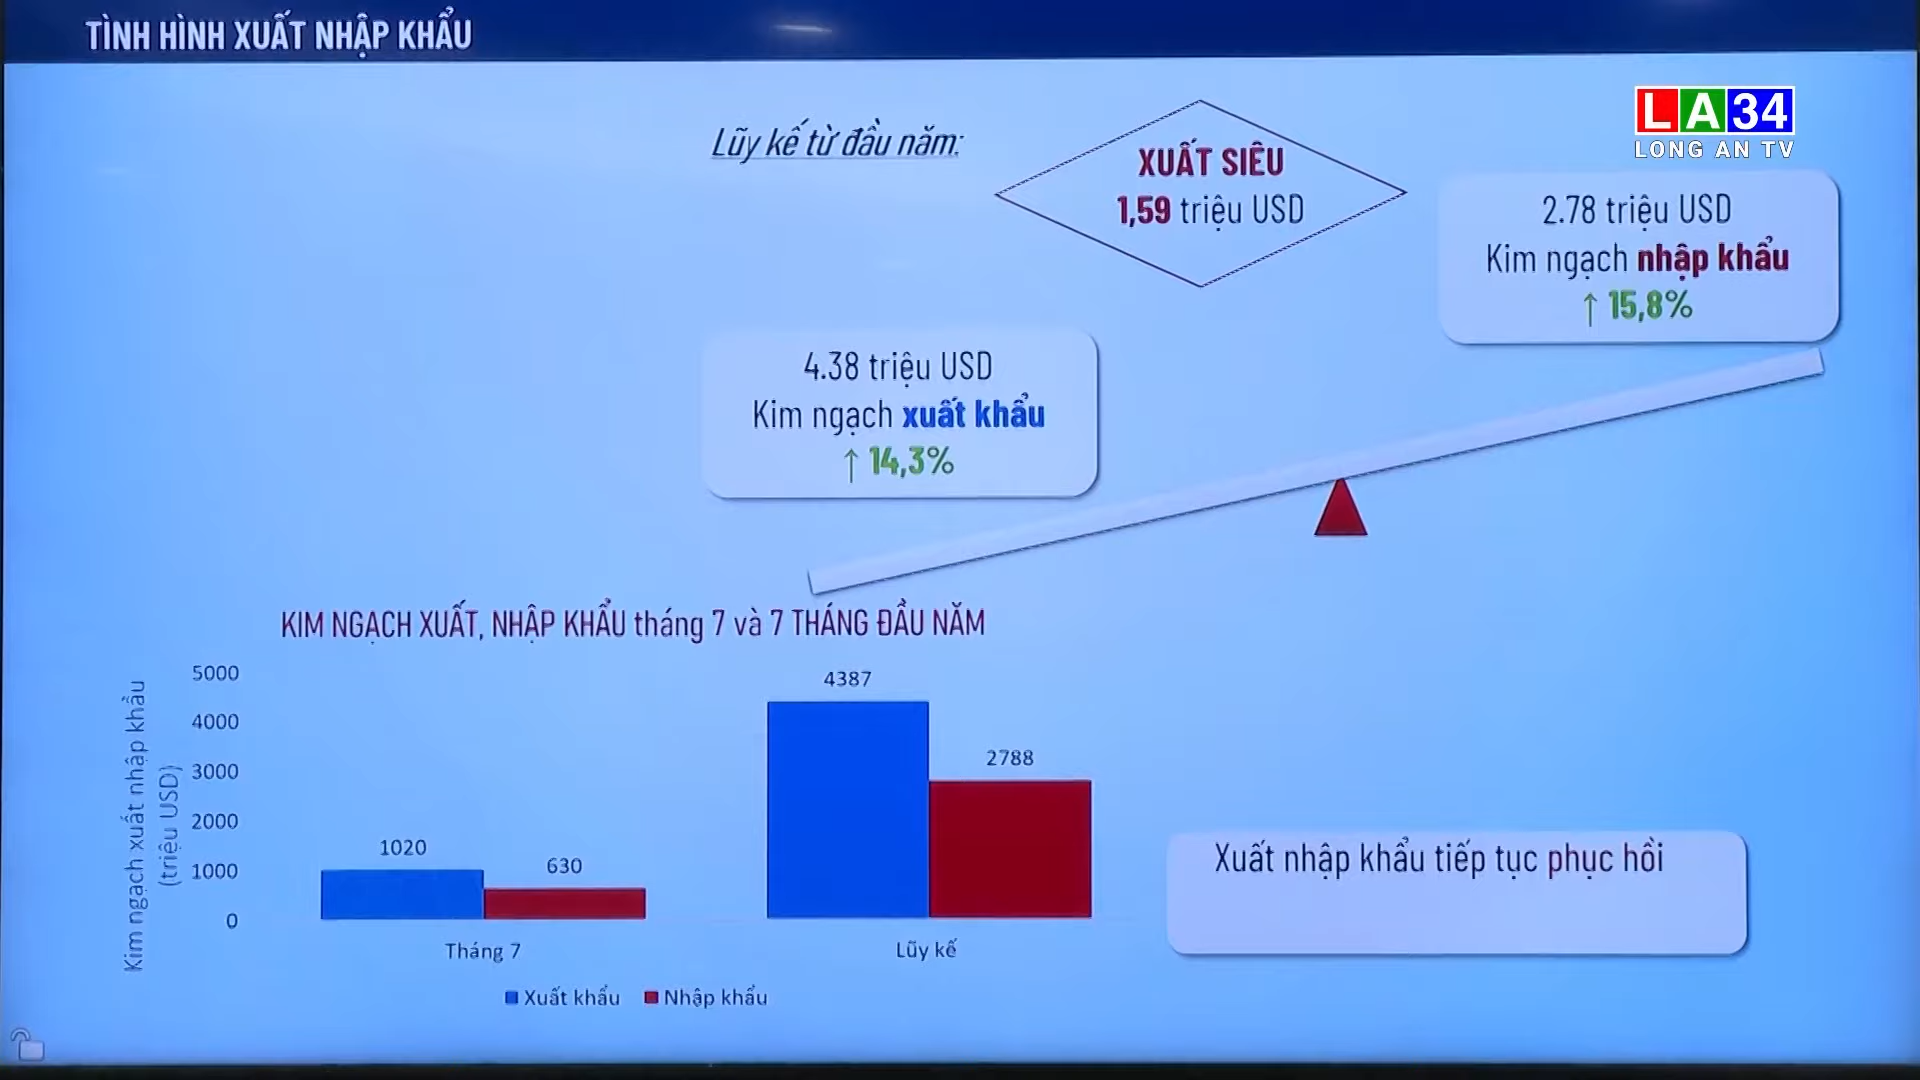 TÌNH HÌNH XUẤT NHẬP KHẨU
LA34
LONG AN TV
Lũy kế từ đầu năm:
XUẤT SIÊU
1,59 triệu USD
2.78 triệu USD
Kim ngạch nhập khẩu
↑ 15,8%
4.38 triệu USD
Kim ngạch xuất khẩu
↑ 14,3%
KIM NGẠCH XUẤT, NHẬP KHẨU tháng 7 và 7 THÁNG ĐẦU NĂM
Kim ngạch xuất nhập khẩu
(triệu USD)
5000
4000
3000
2000
1000
0
1020
630
4387
2788
Tháng 7
Lũy kế
Xuất khẩu
Nhập khẩu
Xuất nhập khẩu tiếp tục phục hồi